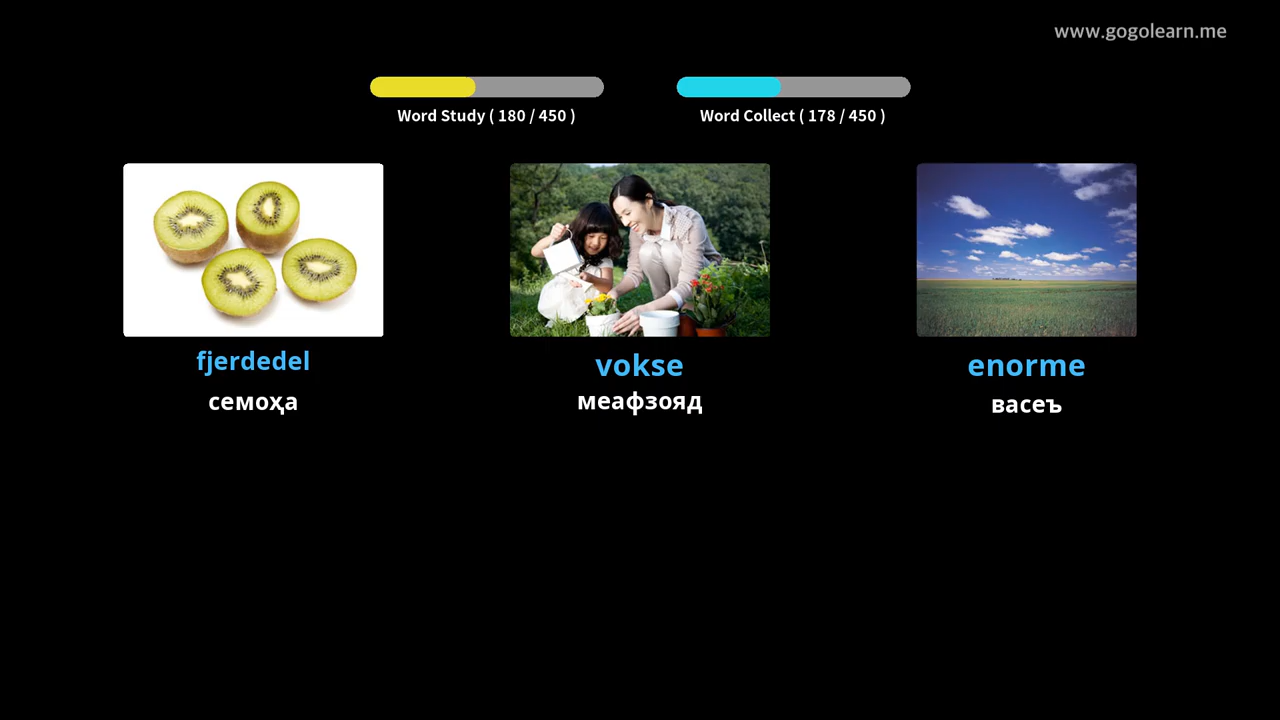 www.gogolearn.me
Word Study ( 180 / 450 )
Word Collect ( 178 / 450 )
fjerdedel
vokse
enorme
семоҳа
меафзояд
васеъ